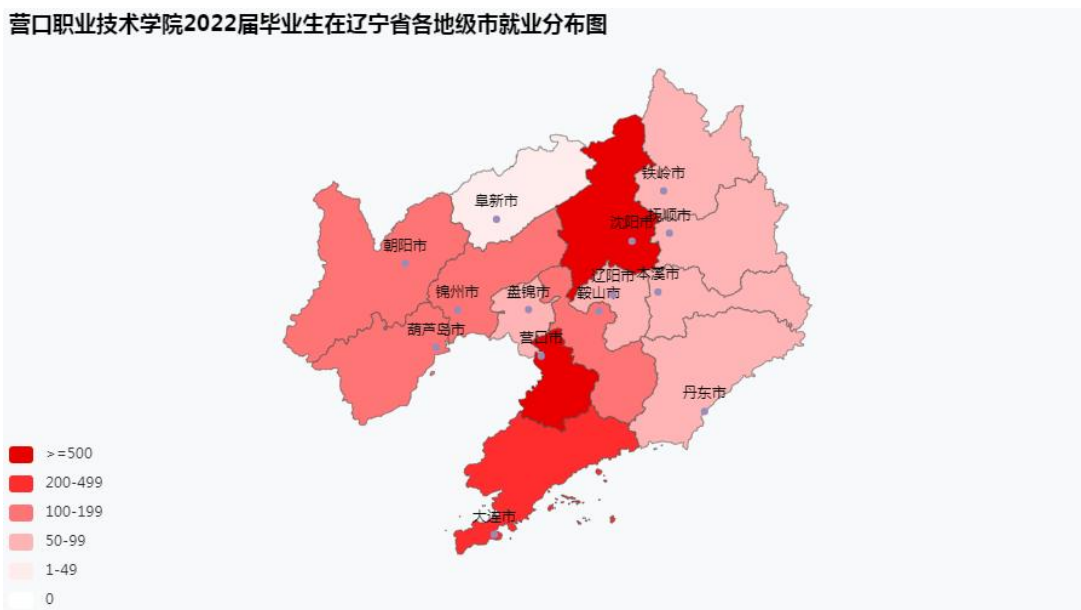 营口职业技术学院2022届毕业生在辽宁省各地级市就业分布图
铁岭市
阜新市
抚顺市
沈阳市
朝阳市
辽阳市
本溪市
锦州市
盘锦市
鞍山市
葫芦岛市
营口市
丹东市
大连市
>=500
200-499
100-199
50-99
1-49
0